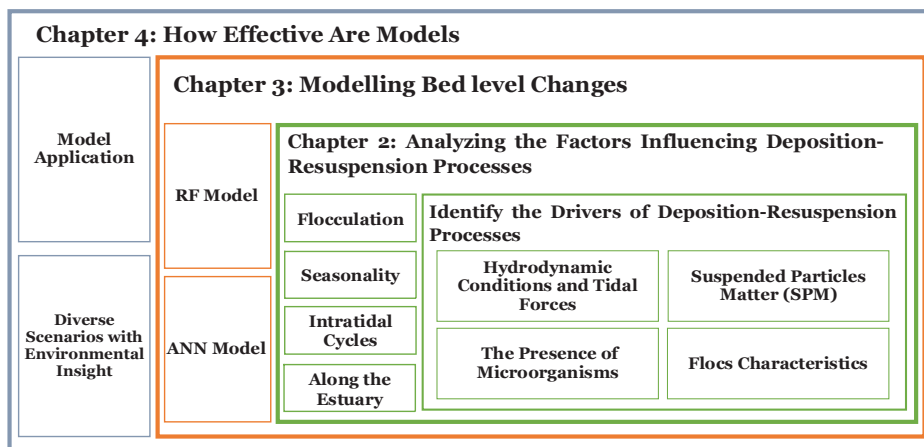 Chapter 4: How Effective Are Models
Model
Application
Diverse
Scenarios with
Environmental
Insight
Chapter 3: Modelling Bed level Changes
RF Model
ANN Model
Chapter 2: Analyzing the Factors Influencing Deposition-
Resuspension Processes
Flocculation
Seasonality
Intratidal
Cycles
Along the
Estuary
Identify the Drivers of Deposition-Resuspension
Processes
Hydrodynamic
Conditions and Tidal
Forces
Suspended Particles
Matter (SPM)
The Presence of
Microorganisms
Flocs Characteristics